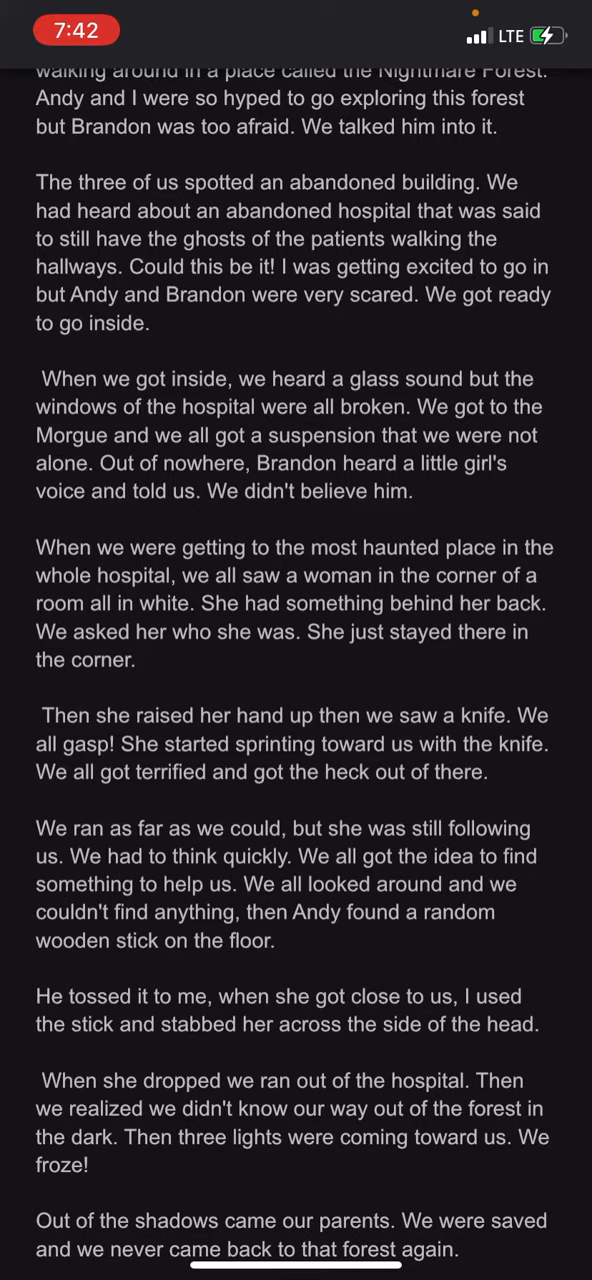 7:42
LTE
walking around in a place called the Nightmare Forest.
Andy and I were so hyped to go exploring this forest
but Brandon was too afraid. We talked him into it.
The three of us spotted an abandoned building. We
had heard about an abandoned hospital that was said
to still have the ghosts of the patients walking the
hallways. Could this be it! I was getting excited to go in
but Andy and Brandon were very scared. We got ready
to go inside.
When we got inside, we heard a glass sound but the
windows of the hospital were all broken. We got to the
Morgue and we all got a suspension that we were not
alone. Out of nowhere, Brandon heard a little girl's
voice and told us. We didn't believe him.
When we were getting to the most haunted place in the
whole hospital, we all saw a woman in the corner of a
room all in white. She had something behind her back.
We asked her who she was. She just stayed there in
the corner.
Then she raised her hand up then we saw a knife. We
all gasp! She started sprinting toward us with the knife.
We all got terrified and got the heck out of there.
We ran as far as we could, but she was still following
us. We had to think quickly. We all got the idea to find
something to help us. We all looked around and we
couldn't find anything, then Andy found a random
wooden stick on the floor.
He tossed it to me, when she got close to us, I used
the stick and stabbed her across the side of the head.
When she dropped we ran out of the hospital. Then
we realized we didn't know our way out of the forest in
the dark. Then three lights were coming toward us. We
froze!
Out of the shadows came our parents. We were saved
and we never came back to that forest again.